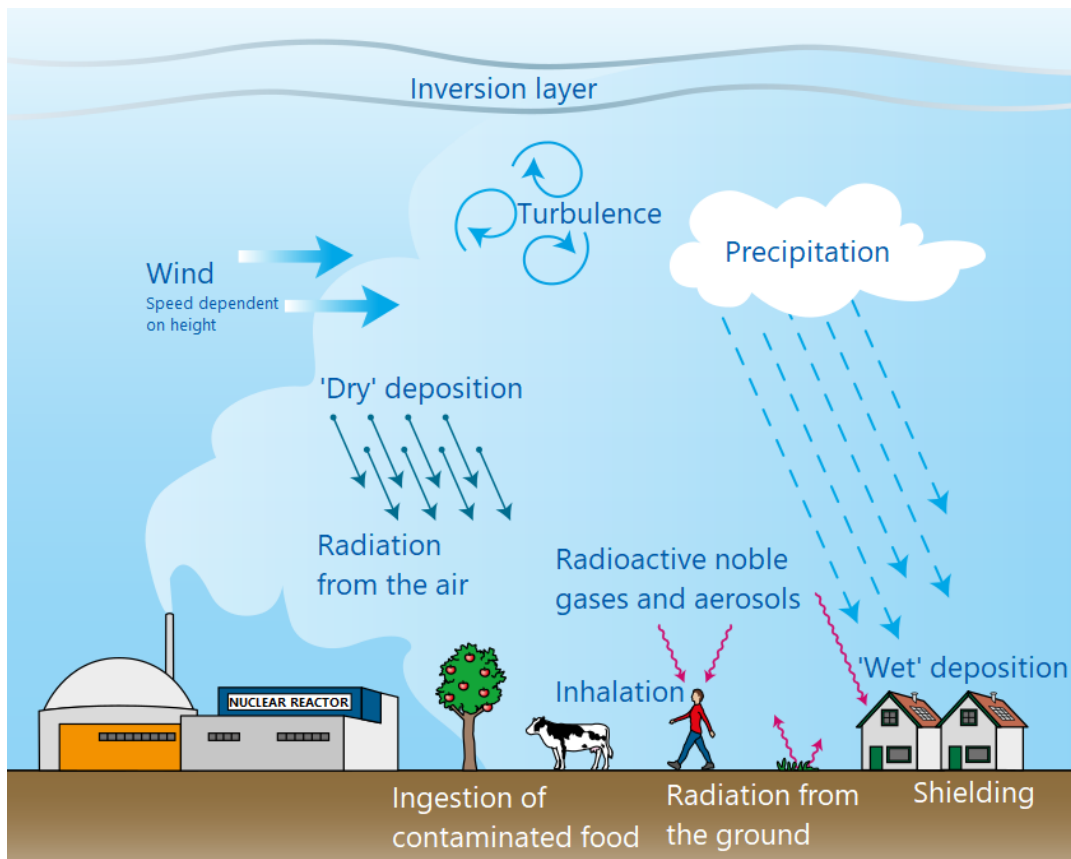 Inversion layer
Turbulence
Precipitation
Wind
Speed dependent
on height
'Dry' deposition
Radiation
from the air
Radioactive noble
gases and aerosols
'Wet' deposition
Inhalation
NUCLEAR REACTOR
Ingestion of
contaminated food
Radiation from
the ground
Shielding